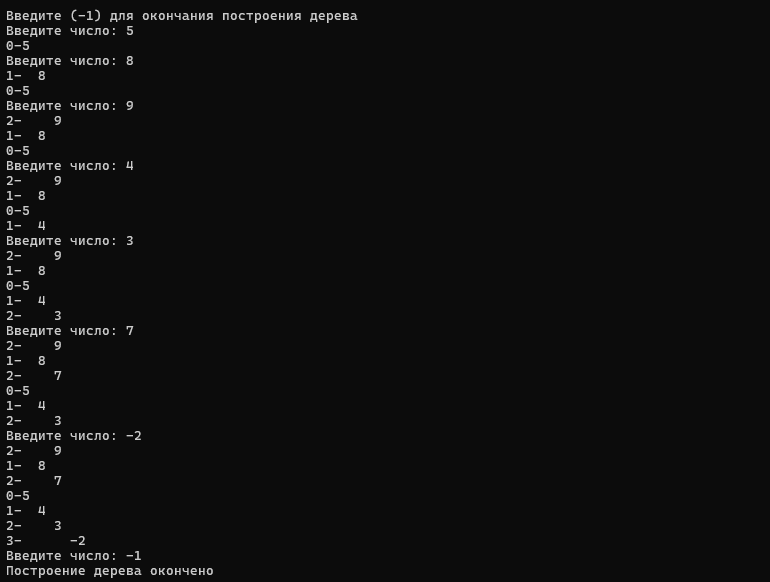 Введите (-1) для окончания построения дерева
Введите число: 5
0-5
Введите число: 8
1-  8
0-5
Введите число: 9
2-    9
1-  8
0-5
Введите число: 4
2-    9
1-  8
0-5
1-  4
Введите число: 3
2-    9
1-  8
0-5
1-  4
2-    3
Введите число: 7
2-    9
1-  8
2-    7
0-5
1-  4
2-    3
Введите число: -2
2-    9
1-  8
2-    7
0-5
1-  4
2-    3
3-      -2
Введите число: -1
Построение дерева окончено